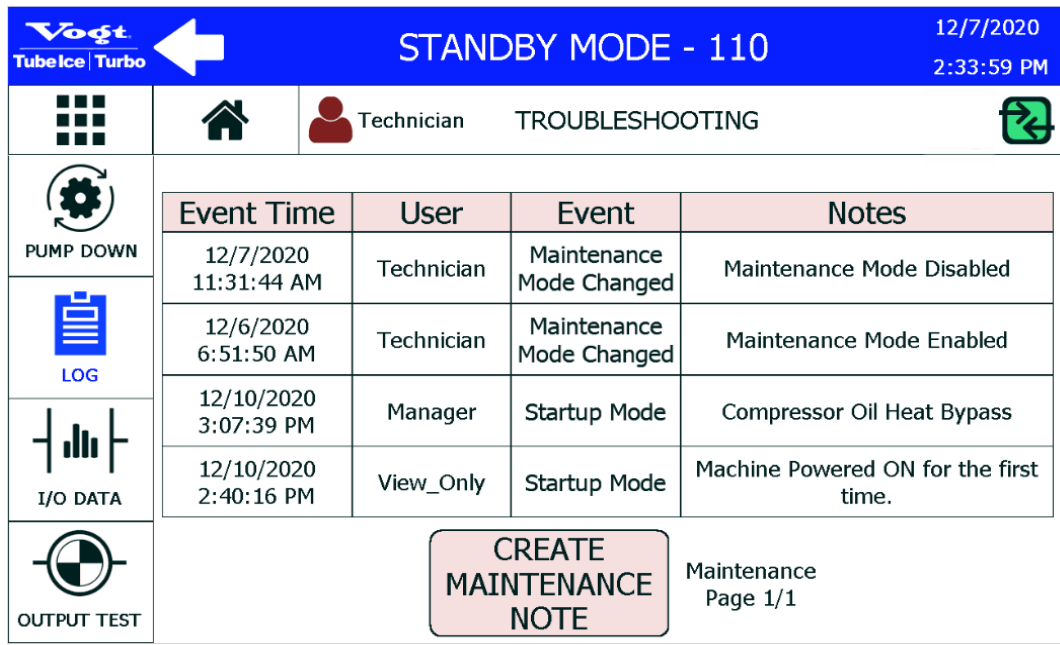 Vogt
Tube Ice | Turbo
STANDBY MODE - 110
12/7/2020
2:33:59 PM
Technician
TROUBLESHOOTING
PUMP DOWN
LOG
I/O DATA
OUTPUT TEST
Event Time User Event Notes
12/7/2020
11:31:44 AM
Technician
Maintenance
Mode Changed
Maintenance Mode Disabled
12/6/2020
6:51:50 AM
Technician
Maintenance
Mode Changed
Maintenance Mode Enabled
12/10/2020
3:07:39 PM
Manager
Startup Mode
Compressor Oil Heat Bypass
12/10/2020
2:40:16 PM
View_Only
Startup Mode
Machine Powered ON for the first
time.
CREATE
MAINTENANCE
NOTE
Maintenance
Page 1/1